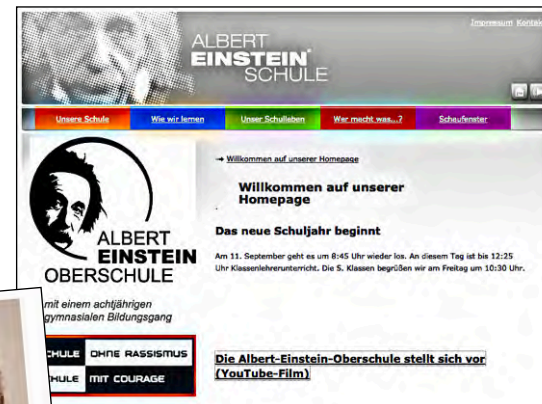 Impressum
ALBERT
EINSTEIN
SCHULE
Unsere Schule
Wie wir lernen
Unser Schulleben
Wer macht was...?
Schaufenster
→ Willkommen auf unserer Homepage
Willkommen auf unserer
Homepage
.
Das neue Schuljahr beginnt
Am 11. September geht es um 8:45 Uhr wieder los. An diesem Tag ist bis 12:25
Uhr Klassenlehrerunterricht. Die 5. Klassen begrüßen wir am Freitag um 10:30 Uhr.
ALBERT
EINSTEIN
OBERSCHULE
mit einem achtjährigen
gymnasialen Bildungsgang
OHNE RASSISMUS
MIT COURAGE
Die Albert-Einstein-Oberschule stellt sich vor
(YouTube-Film)